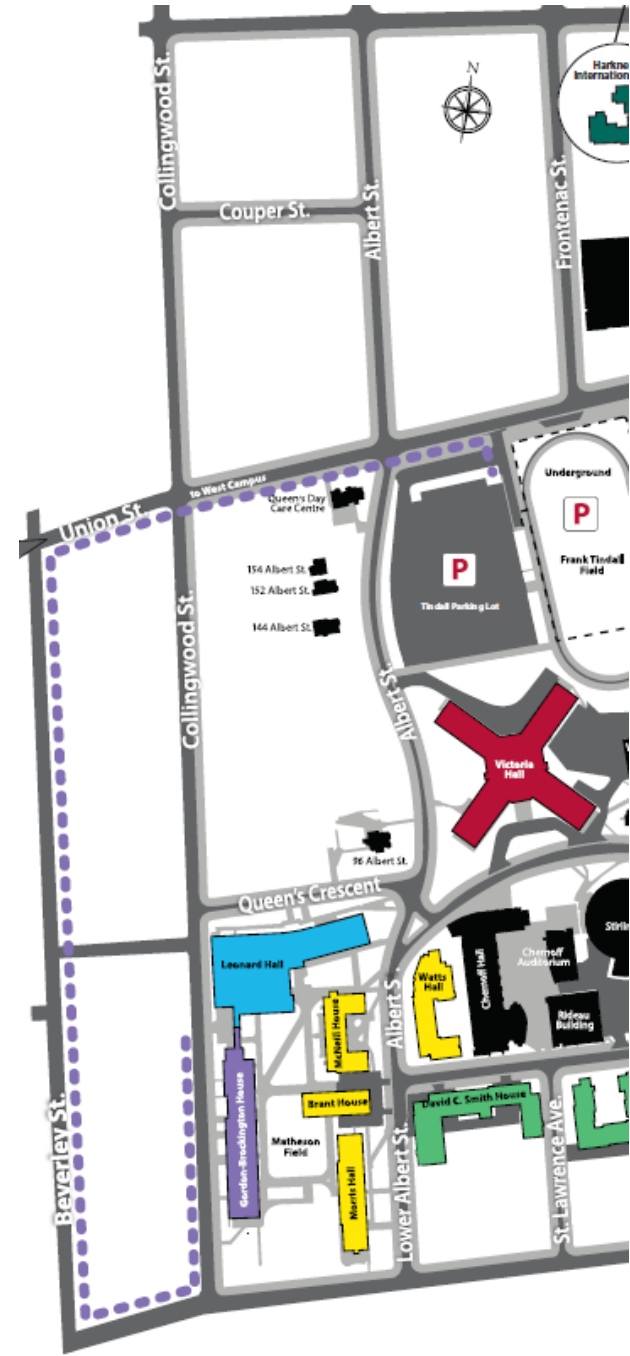 N
Harkne
International
Collingwood St.
Couper St.
Albert St.
Frontenac St.
to West Campus
Union St.
Queen's Day
Care Centre
Underground
P
Frank Tindall
Field
154 Albert St.
152 Albert St.
144 Albert St.
P
Tindall Parking Lot
Collingwood St.
Albert St.
Victoria
Hall
96 Albert St.
Queen's Crescent
Leonard Hall
Albert S
Watts
Hall
Chernoff Hall
Chernoff
Auditorium
Stirlin
Rideau
Building
McNeill House
Gordon-Brockington House
Brant House
David C. Smith House
Matheson
Field
Morris Hall
Beverley St.
Lower Albert St.
St. Lawrence Ave.